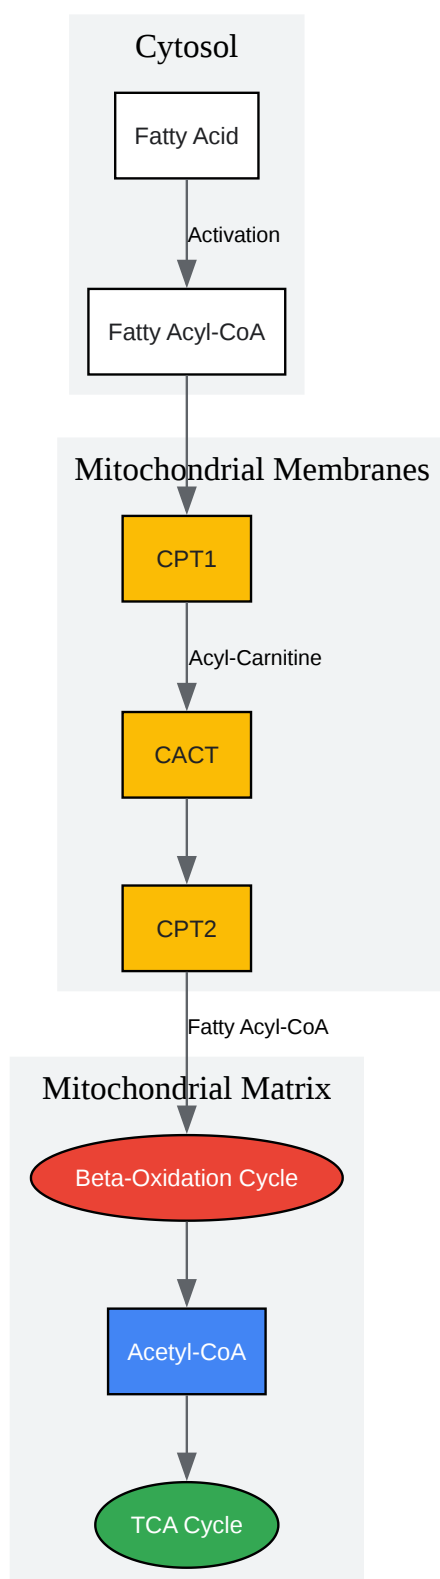 Cytosol
Fatty Acid
Activation
Fatty Acyl-CoA
Mitochondrial Membranes
CPT1
Acyl-Carnitine
CACT
CPT2
Fatty Acyl-CoA
Mitochondrial Matrix
Beta-Oxidation Cycle
Acetyl-CoA
TCA Cycle